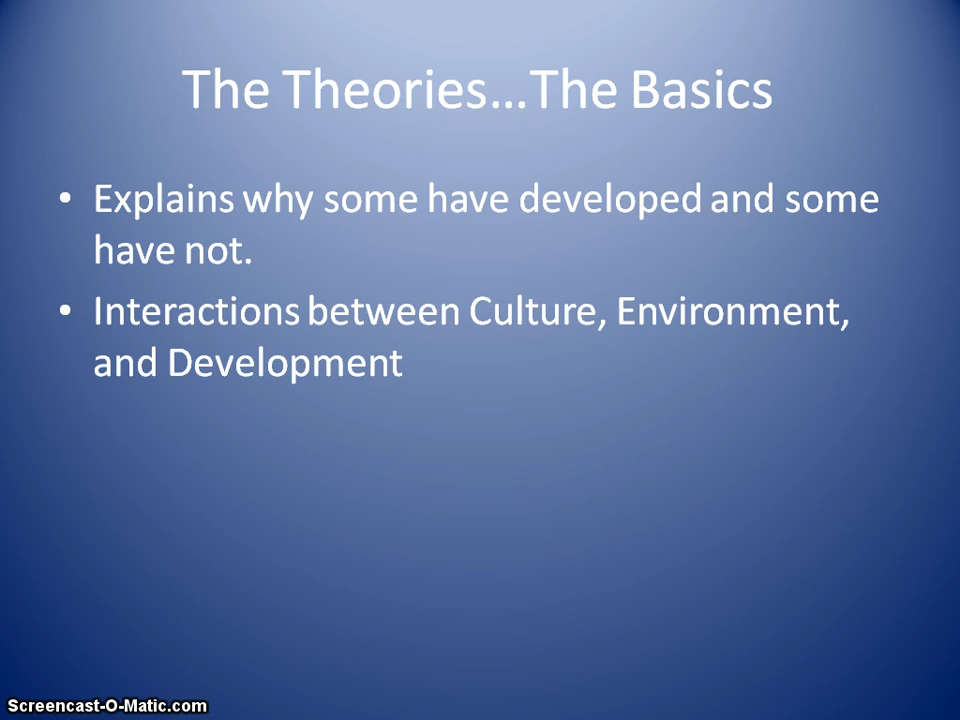 The Theories…The Basics
• Explains why some have developed and some
have not.
• Interactions between Culture, Environment,
and Development
Screencast-O-Matic.com